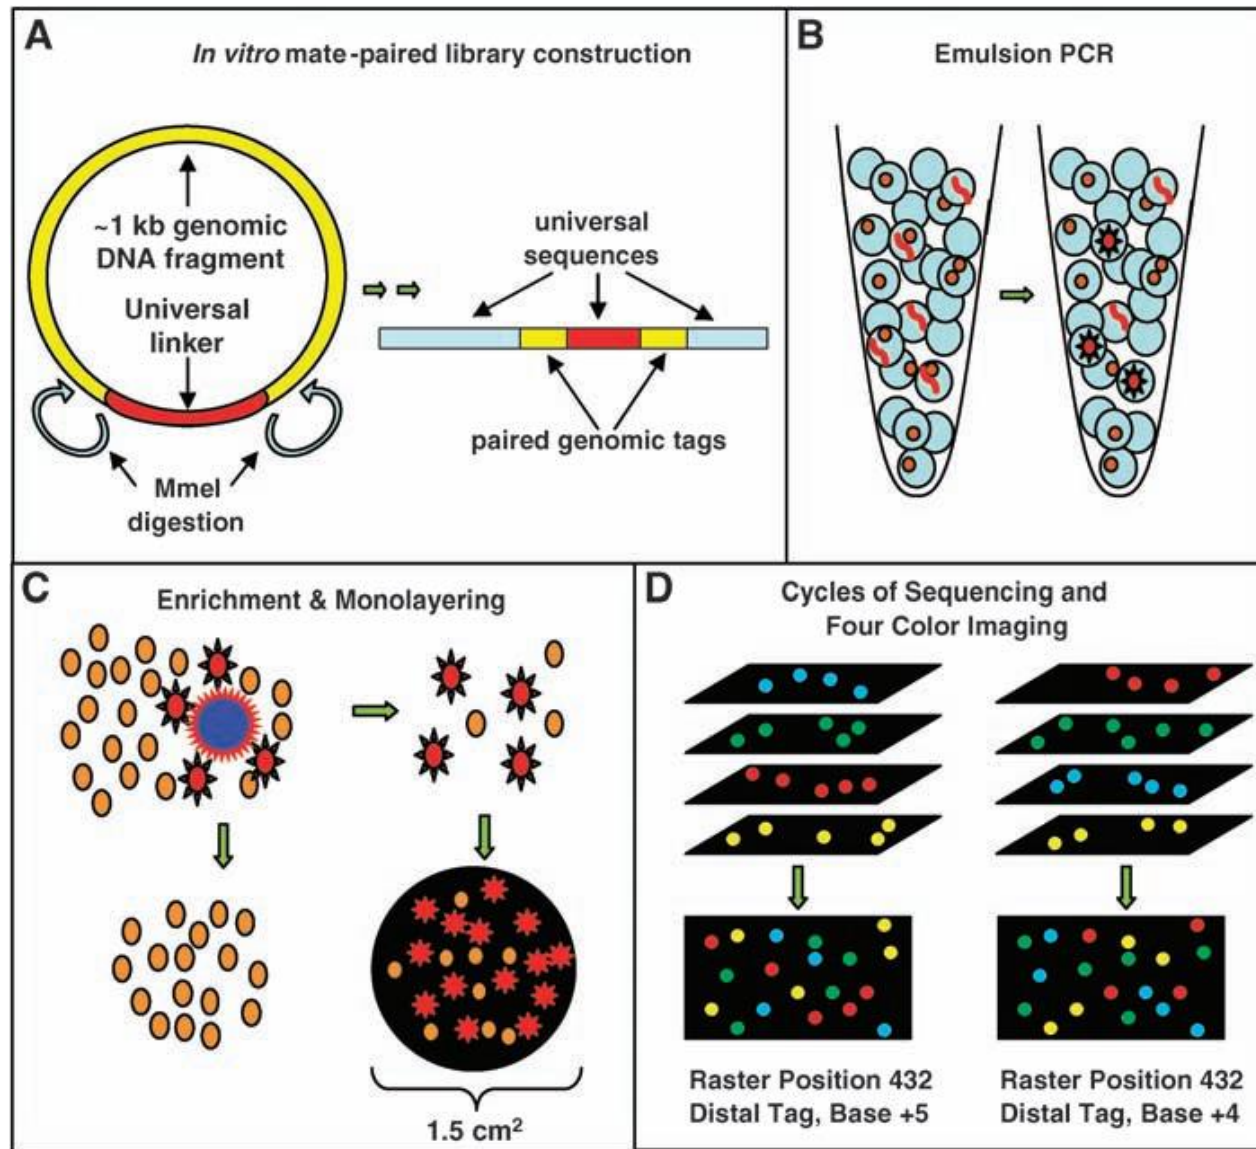 A
In vitro mate-paired library construction
~1 kb genomic
DNA fragment
Universal
linker
MmeI
digestion
universal
sequences
paired genomic tags
B
Emulsion PCR
C
Enrichment & Monolayering
1.5 cm²
D
Cycles of Sequencing and
Four Color Imaging
Raster Position 432
Distal Tag, Base +5
Raster Position 432
Distal Tag, Base +4